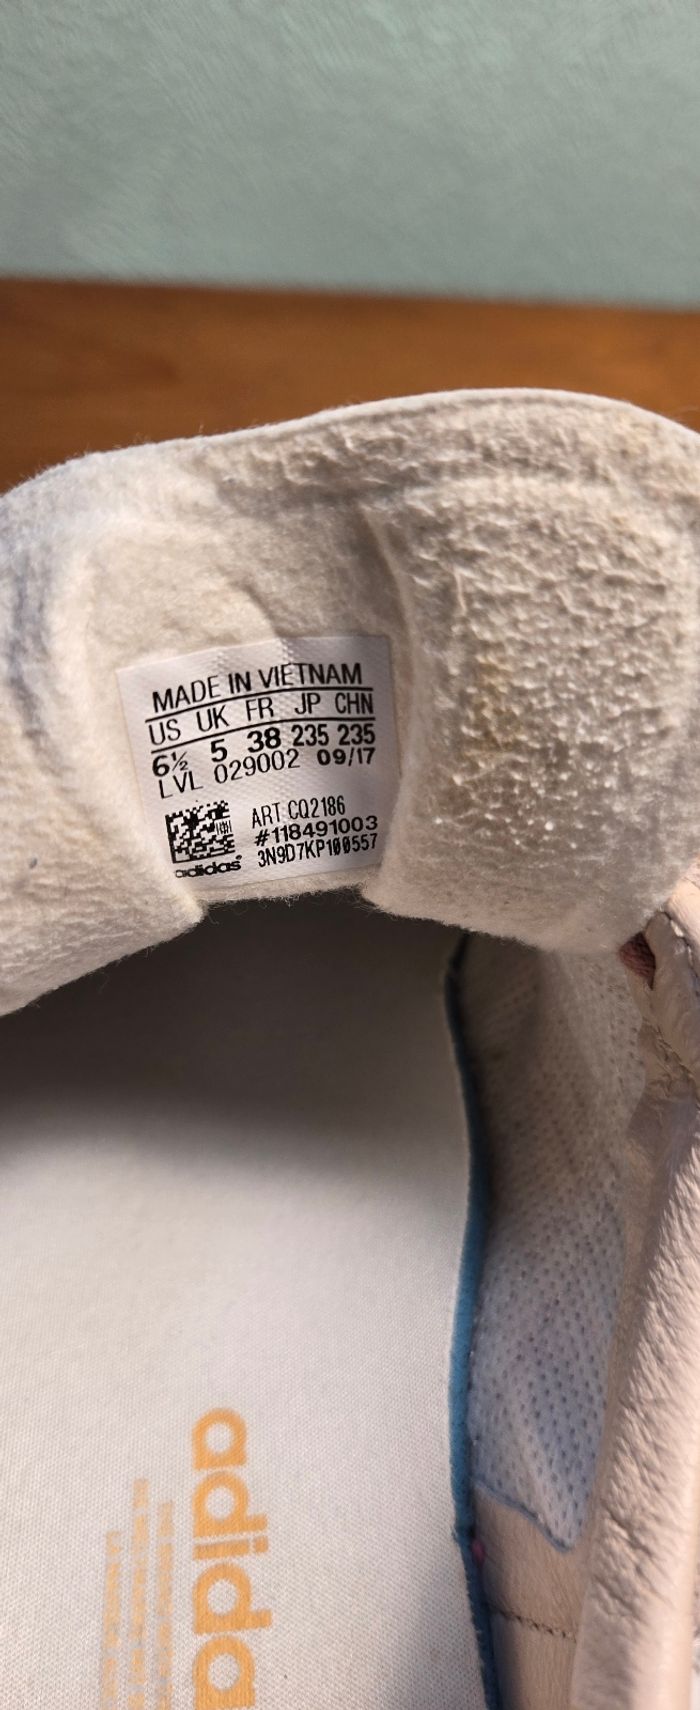 MADE IN VIETNAM
US UK FR JP CHN
6½ 5 38 235 235
LVL 029002 09/17
ART CQ2186
#118491003
3N9D7KP100557
adidas
adidas